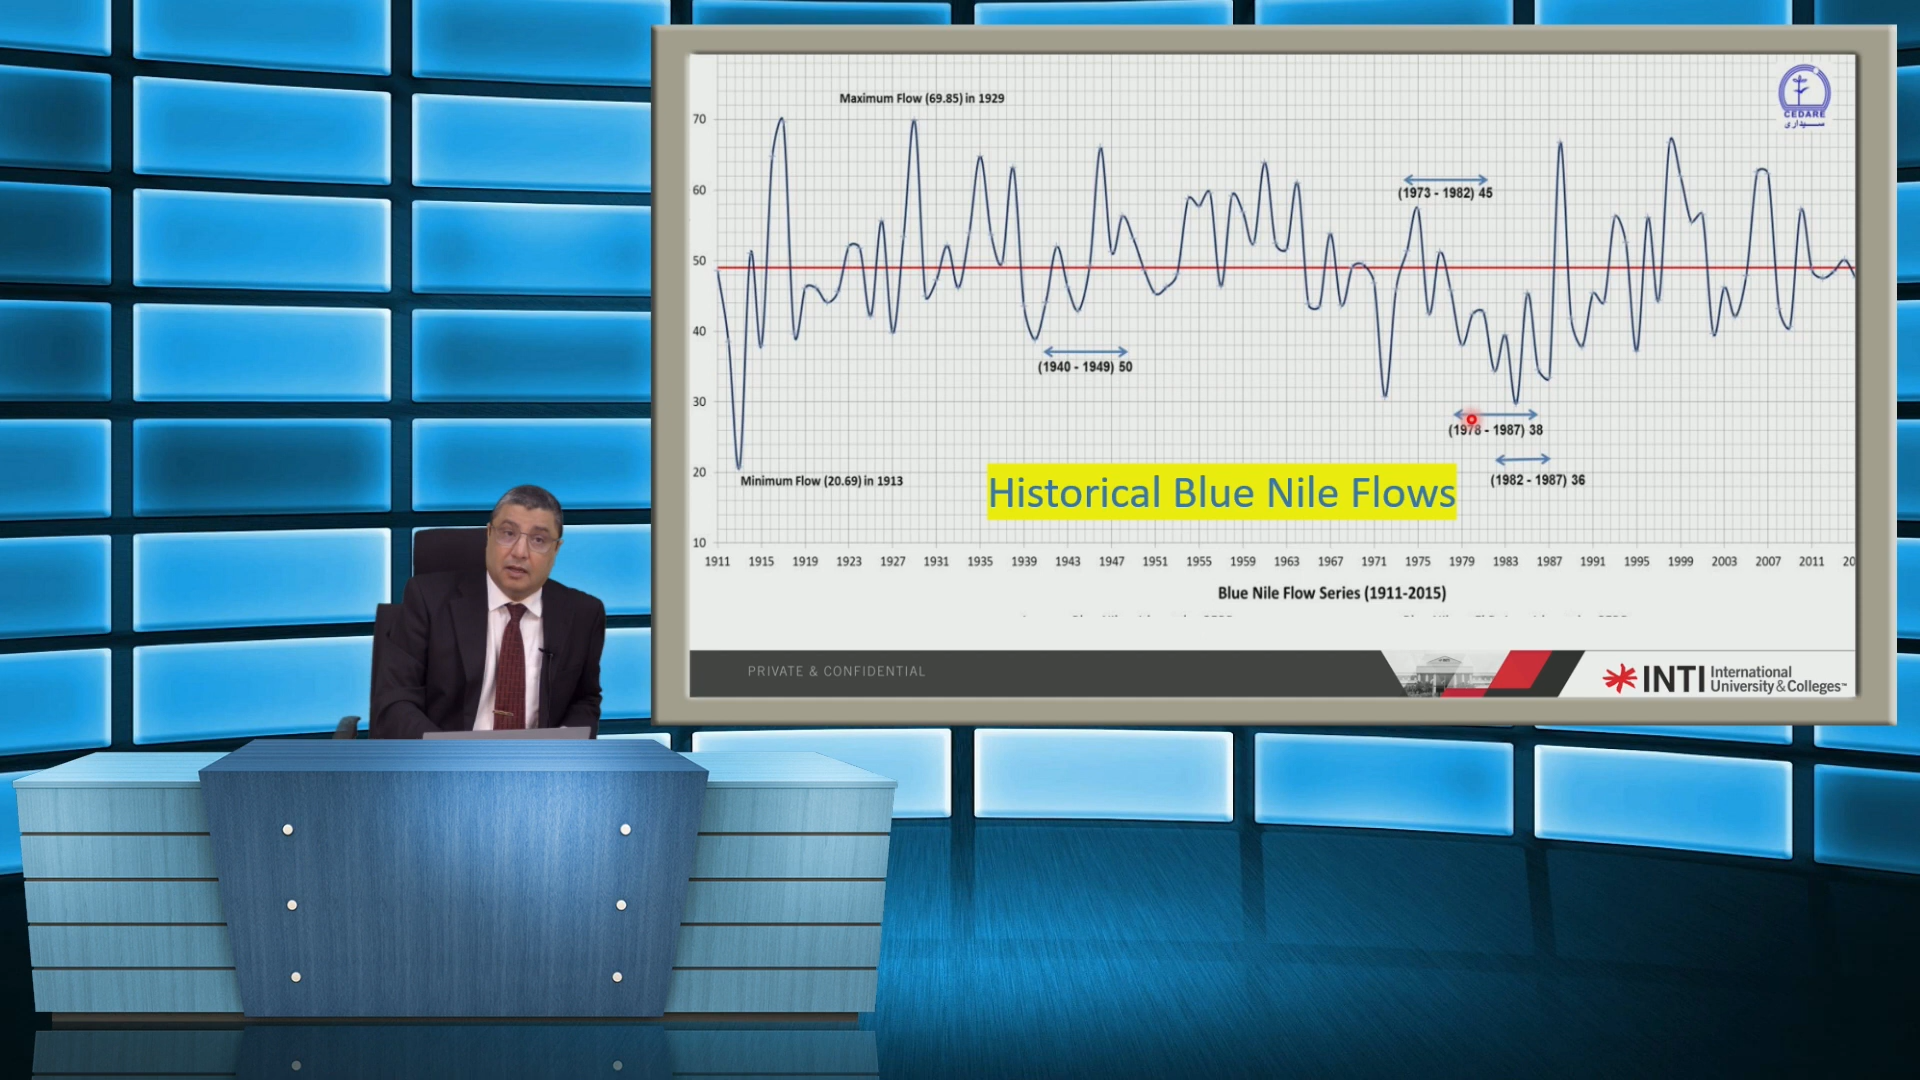 Maximum Flow (69.85) in 1929
CEDARE
سيداري
70
60
50
40
30
20
10
(1973 - 1982) 45
(1940 - 1949) 50
(1978 - 1987) 38
(1982 - 1987) 36
Minimum Flow (20.69) in 1913
Historical Blue Nile Flows
1911 1915 1919 1923 1927 1931 1935 1939 1943 1947 1951 1955 1959 1963 1967 1971 1975 1979 1983 1987 1991 1995 1999 2003 2007 2011 20
Blue Nile Flow Series (1911-2015)
PRIVATE & CONFIDENTIAL
INTI International
University & Colleges™